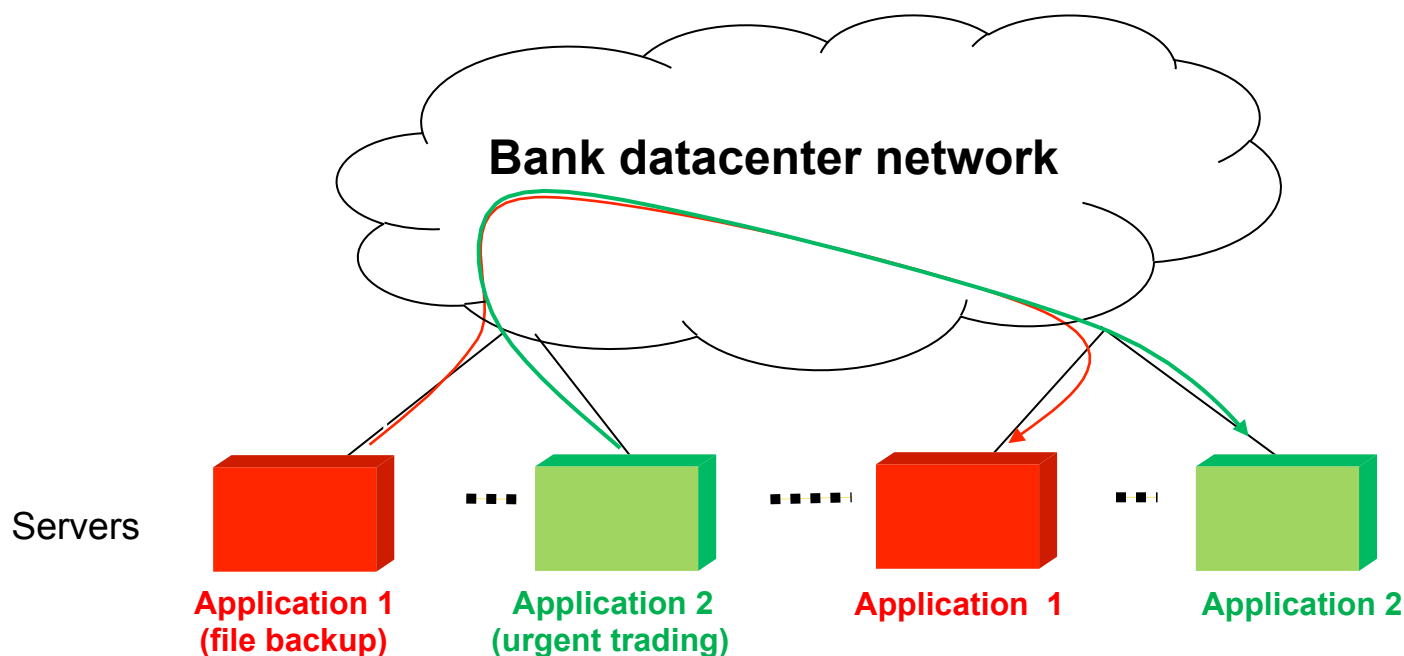 Bank datacenter network
Servers
Application 1
(file backup)
Application 2
(urgent trading)
Application 1
Application 2